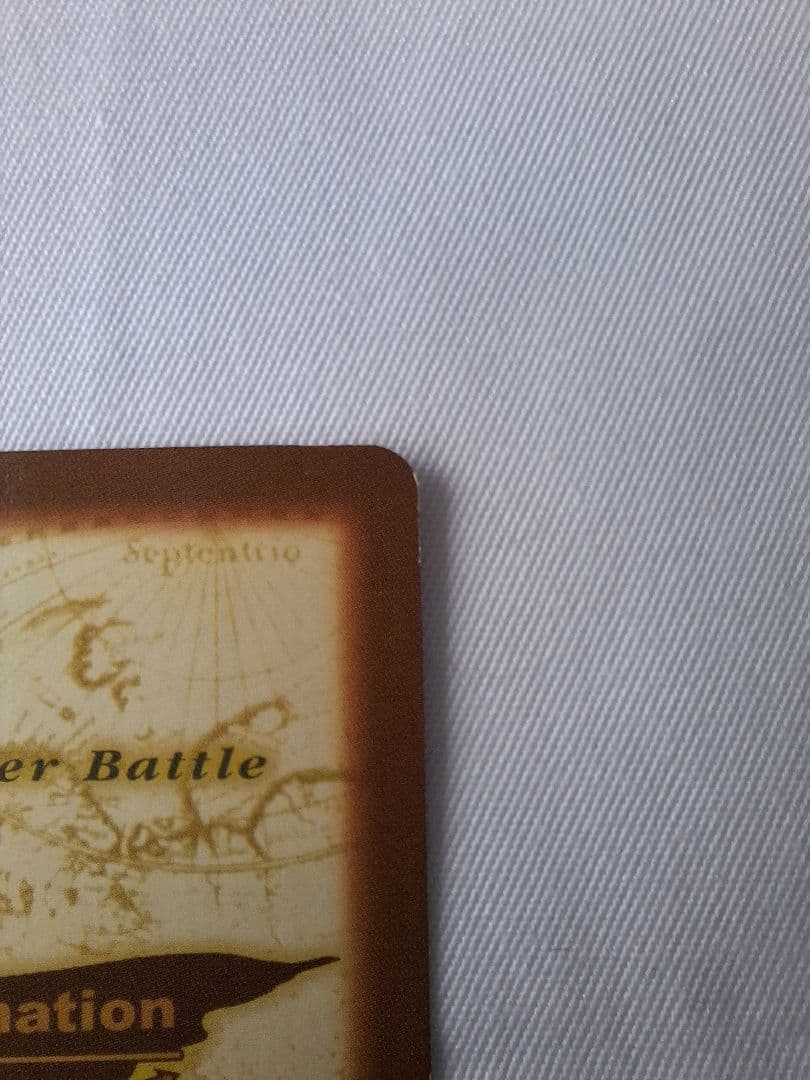 Septentrio
er Battle
nation